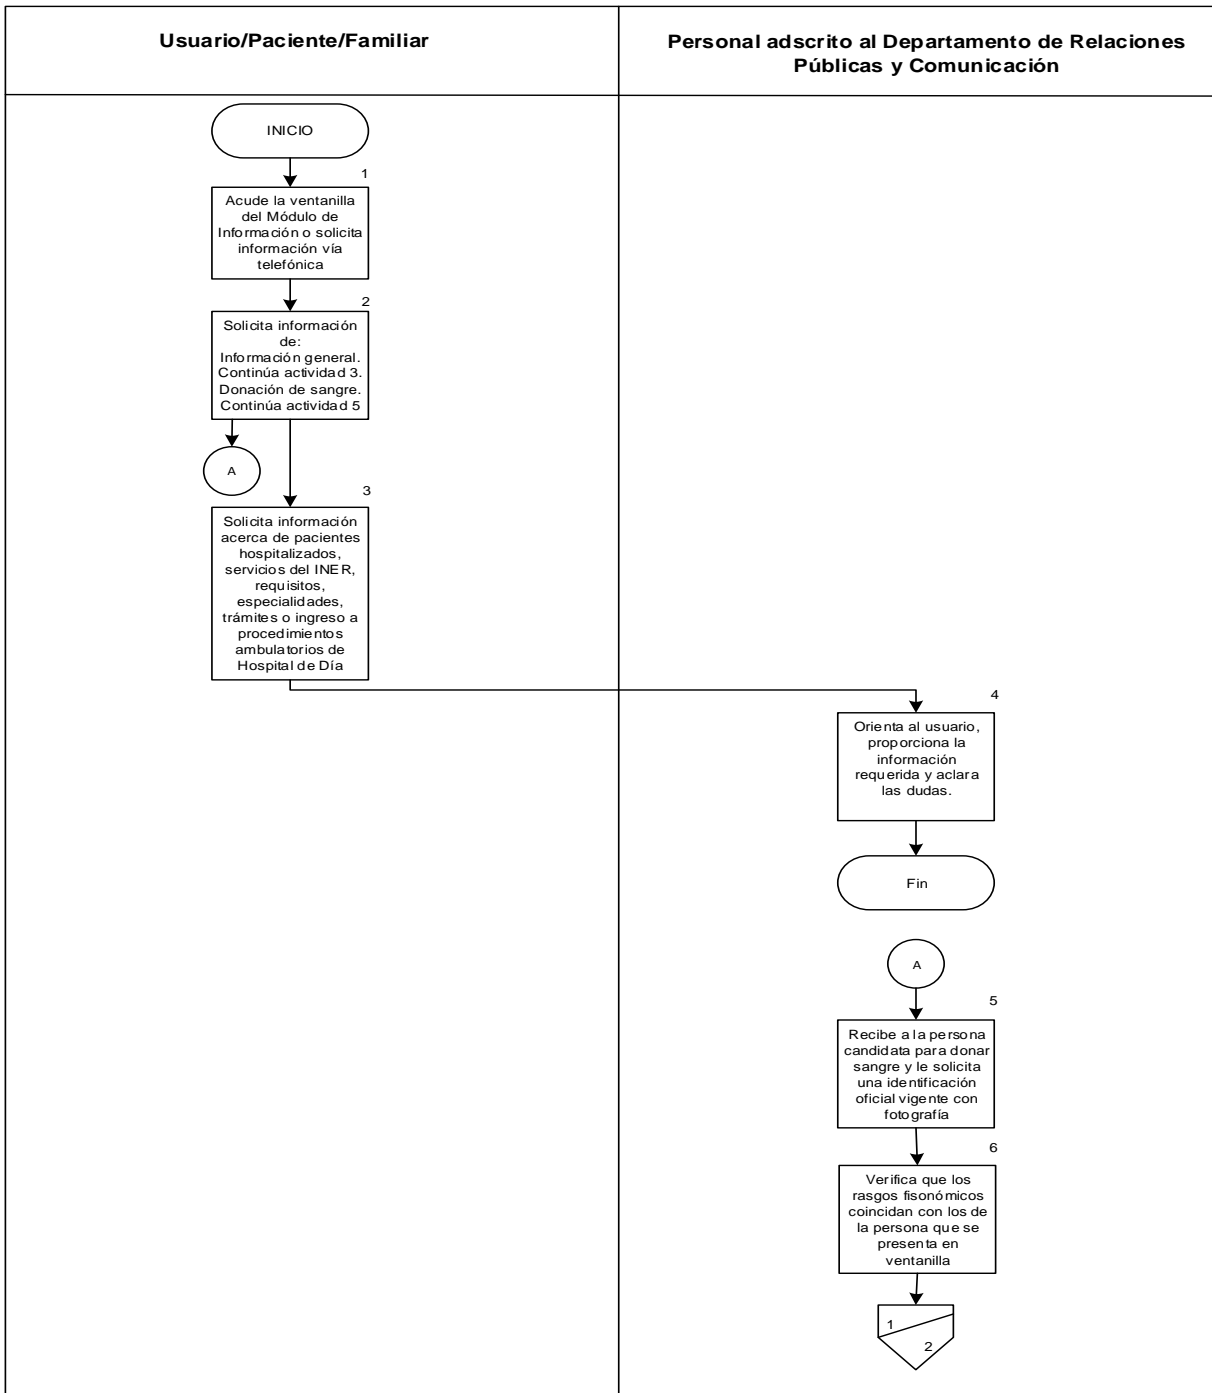 Usuario/Paciente/Familiar
Personal adscrito al Departamento de Relaciones
Públicas y Comunicación
INICIO
1
Acude la ventanilla
del Módulo de
Información o solicita
información vía
telefónica
2
Solicita información
de:
Información general.
Continúa actividad 3.
Donación de sangre.
Continúa actividad 5
A
3
Solicita información
acerca de pacientes
hospitalizados,
servicios del INER,
requisitos,
especialidades,
trámites o ingreso a
procedimientos
ambulatorios de
Hospital de Día
4
Orienta al usuario,
proporciona la
información
requerida y aclara
las dudas.
Fin
A
5
Recibe a la persona
candidata para donar
sangre y le solicita
una identificación
oficial vigente con
fotografía
6
Verifica que los
rasgos fisonómicos
coincidan con los de
la persona que se
presenta en
ventanilla
1
2